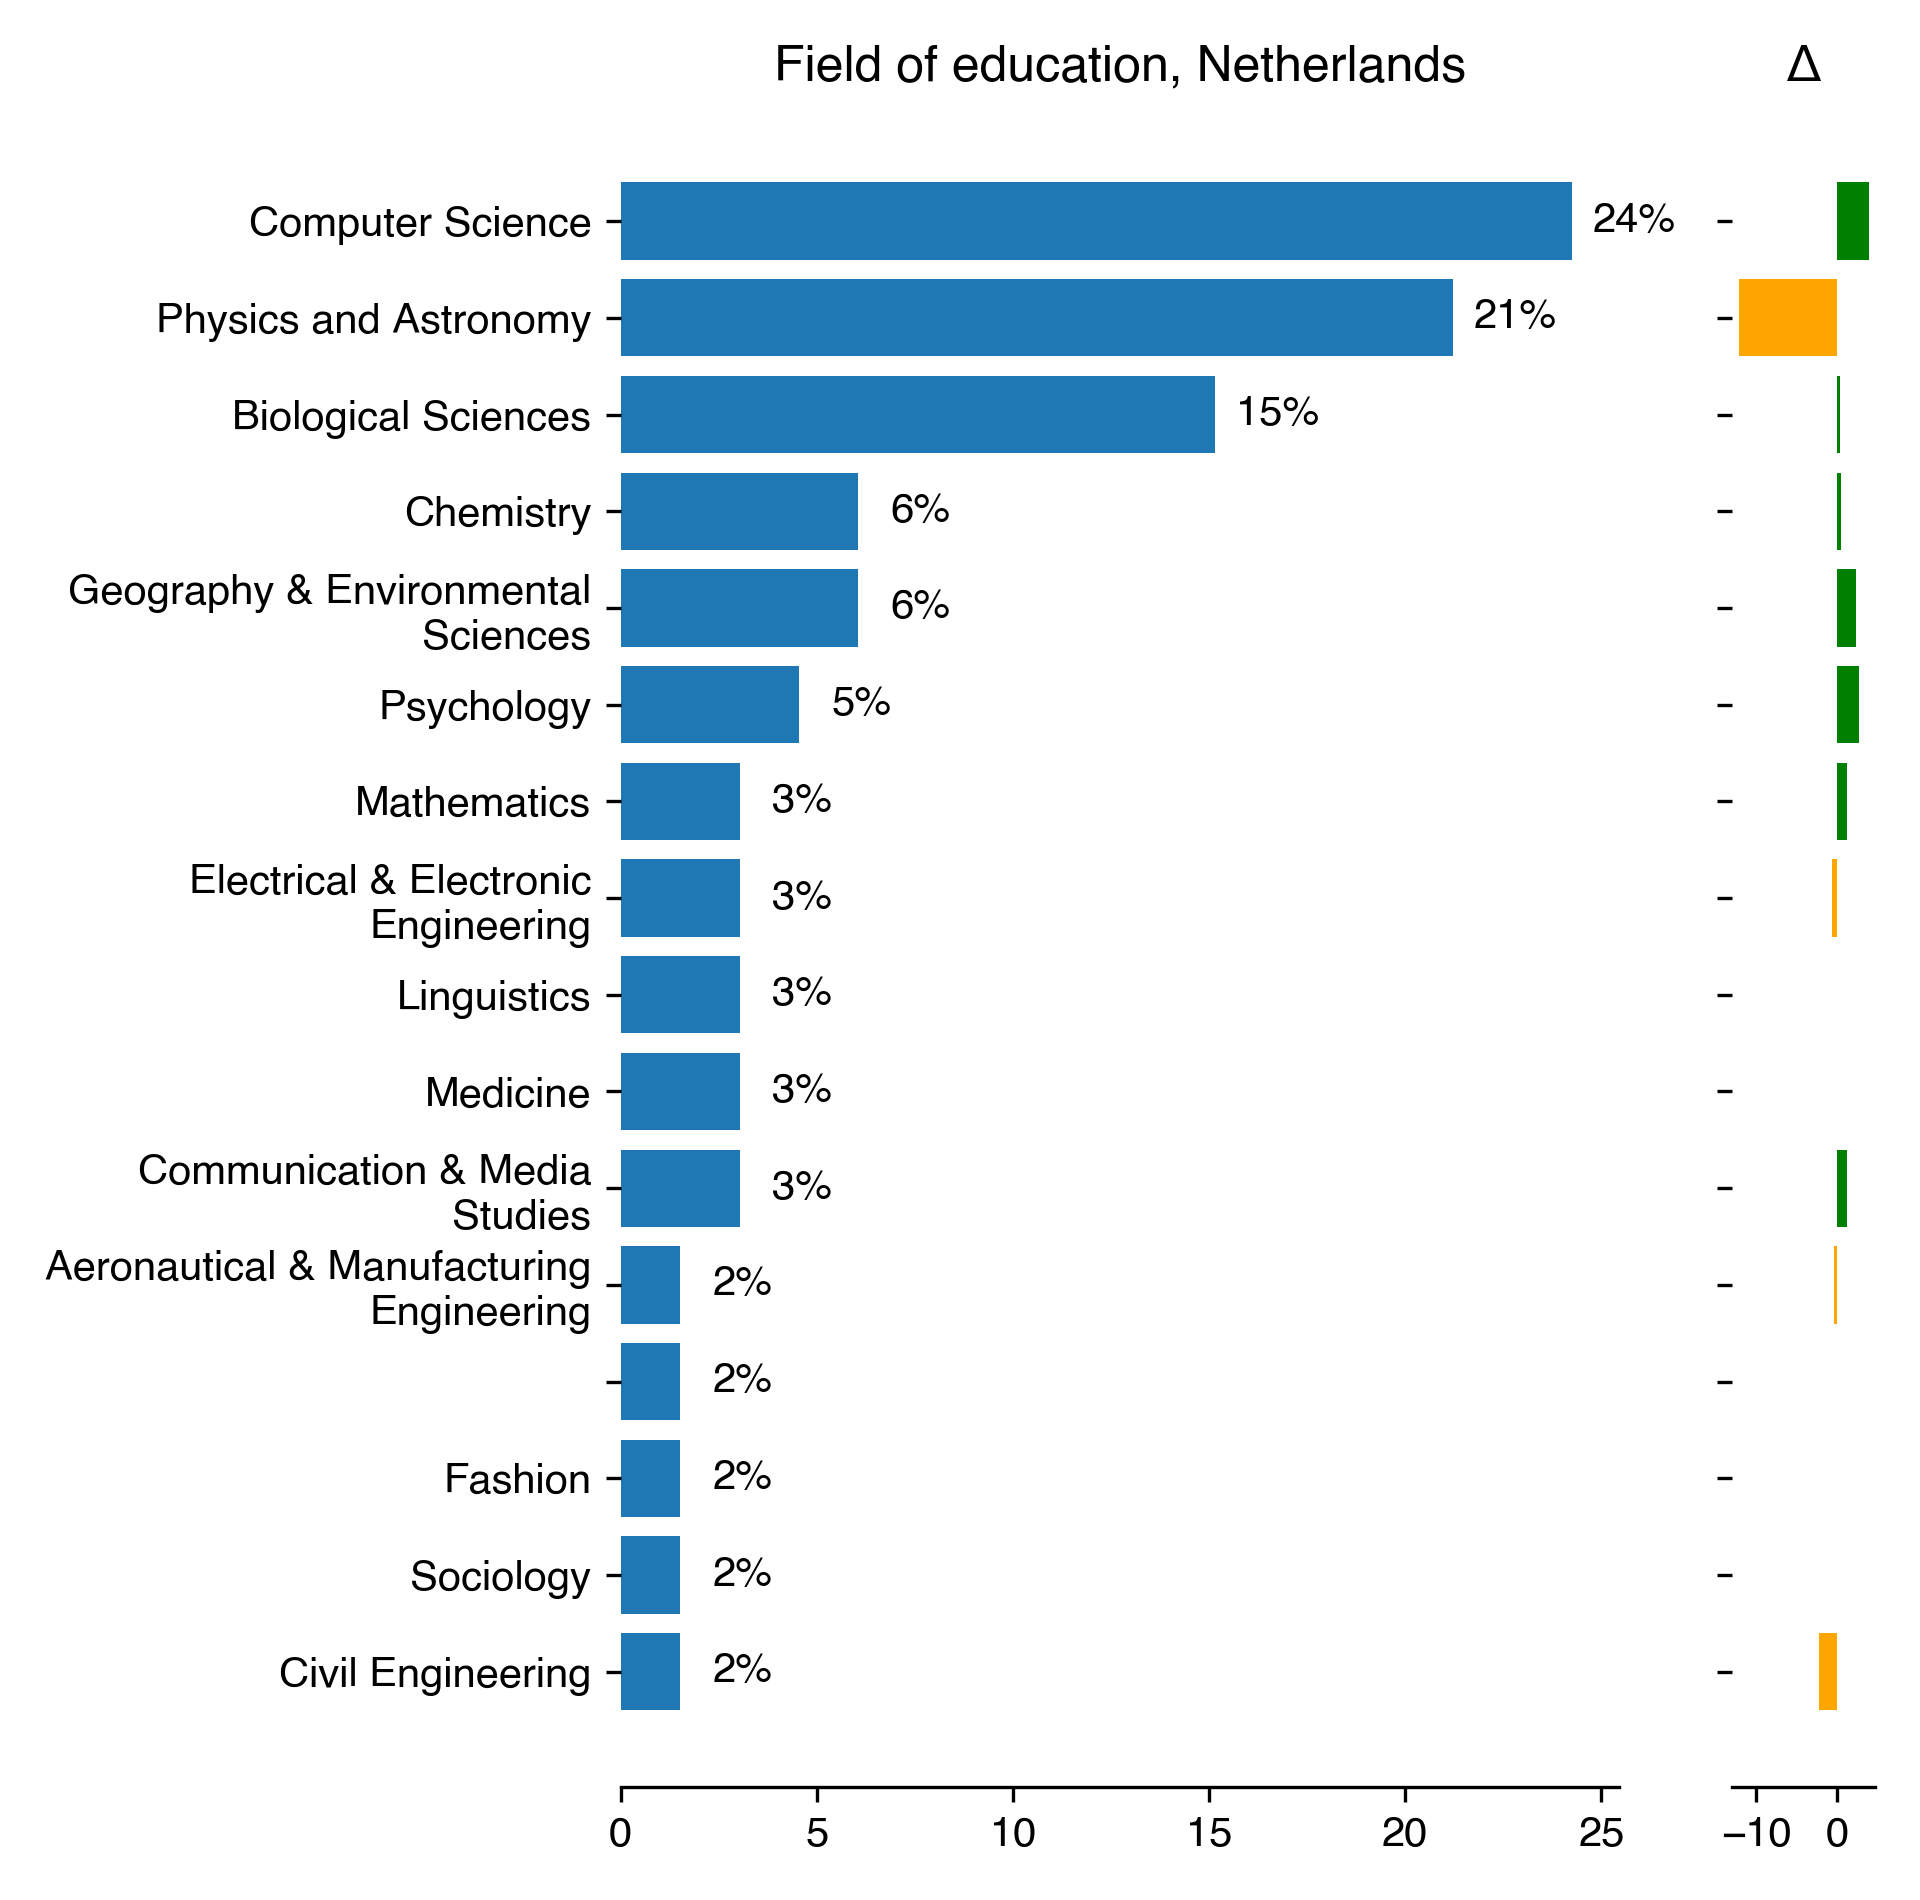 Field of education, Netherlands
Δ
Computer Science
24%
Physics and Astronomy
21%
Biological Sciences
15%
Chemistry
6%
Geography & Environmental
Sciences
6%
Psychology
5%
Mathematics
3%
Electrical & Electronic
Engineering
3%
Linguistics
3%
Medicine
3%
Communication & Media
Studies
3%
Aeronautical & Manufacturing
Engineering
2%
2%
Fashion
2%
Sociology
2%
Civil Engineering
2%
0 5 10 15 20 25
−10 0